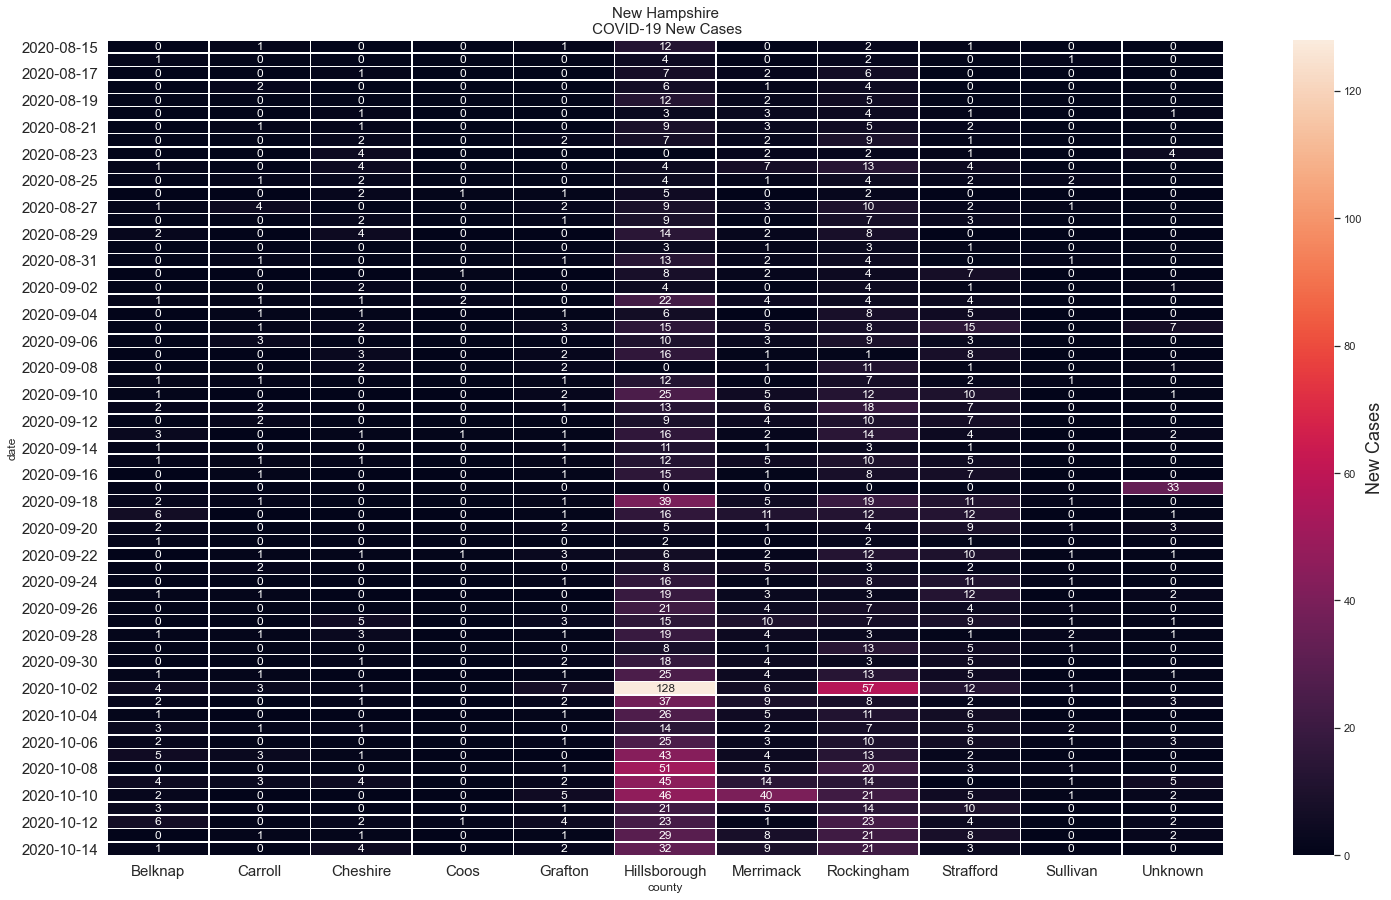 New Hampshire
COVID-19 New Cases
2020-08-15 0 1 0 0 1 12 0 2 1 0 0
1 0 0 0 0 4 0 2 0 1 0
2020-08-17 0 0 1 0 0 7 2 6 0 0 0
0 2 0 0 0 6 1 4 0 0 0
2020-08-19 0 0 0 0 0 12 2 5 0 0 0
0 0 1 0 0 3 3 4 1 0 1
2020-08-21 0 1 1 0 0 9 3 5 2 0 0
0 0 2 0 2 7 2 9 1 0 0
2020-08-23 0 0 4 0 0 0 2 2 1 0 4
1 0 4 0 0 4 7 13 4 0 0
2020-08-25 0 1 2 0 0 4 1 4 2 2 0
0 0 2 1 1 5 0 2 0 0 0
2020-08-27 1 4 0 0 2 9 3 10 2 1 0
0 0 2 0 1 9 0 7 3 0 0
2020-08-29 2 0 4 0 0 14 2 8 0 0 0
0 0 0 0 0 3 1 3 1 0 0
2020-08-31 0 1 0 0 1 13 2 4 0 1 0
0 0 0 1 0 8 2 4 7 0 0
2020-09-02 0 0 2 0 0 4 0 4 1 0 1
1 1 1 2 0 22 4 4 4 0 0
2020-09-04 0 1 1 0 1 6 0 8 5 0 0
0 1 2 0 3 15 5 8 15 0 7
2020-09-06 0 3 0 0 0 10 3 9 3 0 0
0 0 3 0 2 16 1 1 8 0 0
2020-09-08 0 0 2 0 2 0 1 11 1 0 1
1 1 0 0 1 12 0 7 2 1 0
2020-09-10 1 0 0 0 2 25 5 12 10 0 1
2 2 0 0 1 13 6 18 7 0 0
2020-09-12 0 2 0 0 0 9 4 10 7 0 0
3 0 1 1 1 16 2 14 4 0 2
2020-09-14 1 0 0 0 1 11 1 3 1 0 0
1 1 1 0 1 12 5 10 5 0 0
2020-09-16 0 1 0 0 1 15 1 8 7 0 0
0 0 0 0 0 0 0 0 0 0 33
2020-09-18 2 1 0 0 1 39 5 19 11 1 0
6 0 0 0 0 16 11 12 12 0 1
2020-09-20 2 0 0 0 2 5 1 4 9 1 3
1 0 0 0 0 2 0 2 1 0 0
2020-09-22 0 1 1 1 3 6 2 12 10 1 1
0 2 0 0 0 8 5 3 2 0 0
2020-09-24 0 0 0 0 1 16 1 8 11 1 0
1 1 0 0 0 19 3 3 12 0 2
2020-09-26 0 0 0 0 0 21 4 7 4 1 0
0 0 5 0 3 15 10 7 9 1 1
2020-09-28 1 1 3 0 1 19 4 3 1 2 1
0 0 0 0 0 8 1 13 5 1 0
2020-09-30 0 0 1 0 2 18 4 3 5 0 0
1 1 0 0 1 25 4 13 5 0 1
2020-10-02 4 3 1 0 7 128 6 57 12 1 0
2 0 1 0 2 37 9 8 2 0 3
2020-10-04 1 0 0 0 1 26 5 11 6 0 0
3 1 1 0 0 14 2 7 5 2 0
2020-10-06 2 0 0 0 1 25 3 10 6 1 3
5 3 1 0 0 43 4 13 2 0 0
2020-10-08 0 0 0 0 1 51 5 20 3 1 0
4 3 4 0 2 45 14 14 0 1 5
2020-10-10 2 0 0 0 5 46 40 21 5 1 2
3 0 0 0 1 21 5 14 10 0 0
2020-10-12 6 0 2 1 4 23 1 23 4 0 2
0 1 1 0 1 29 8 21 8 0 2
2020-10-14 1 0 4 0 2 32 9 21 3 0 0
Belknap Carroll Cheshire Coos Grafton Hillsborough Merrimack Rockingham Strafford Sullivan Unknown
county
date
120
100
80
60
40
20
0
New Cases